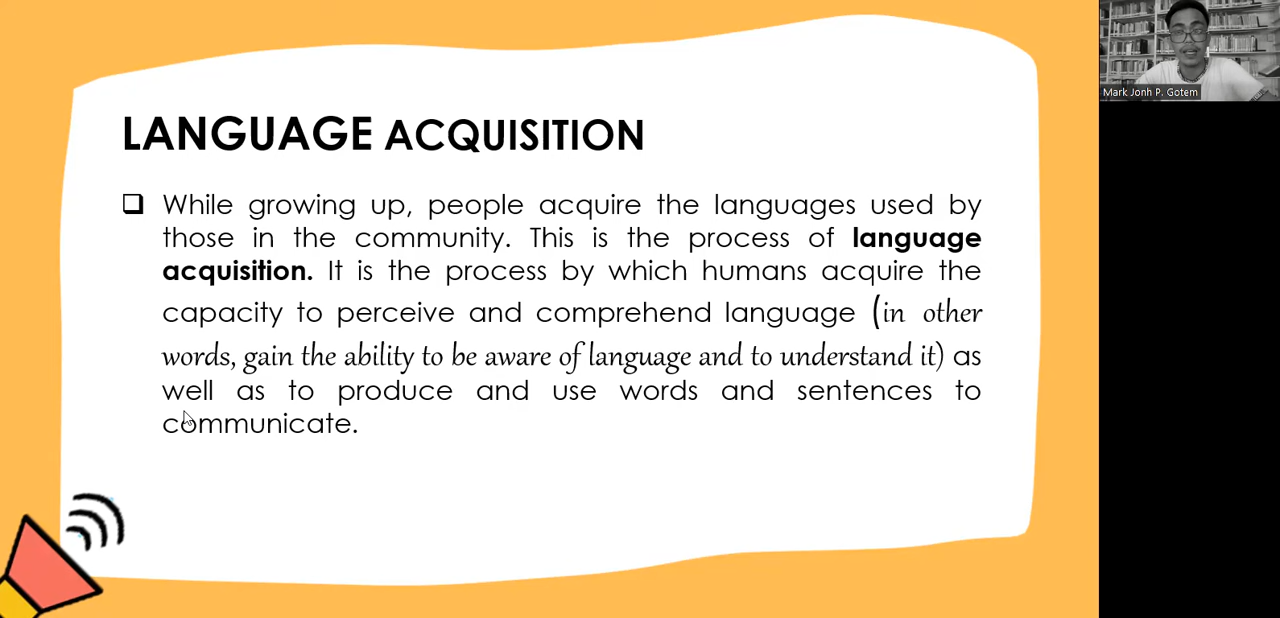 LANGUAGE ACQUISITION
❑ While growing up, people acquire the languages used by
those in the community. This is the process of language
acquisition. It is the process by which humans acquire the
capacity to perceive and comprehend language (in other
words, gain the ability to be aware of language and to understand it) as
well as to produce and use words and sentences to
communicate.
Mark Jonh P. Gotem